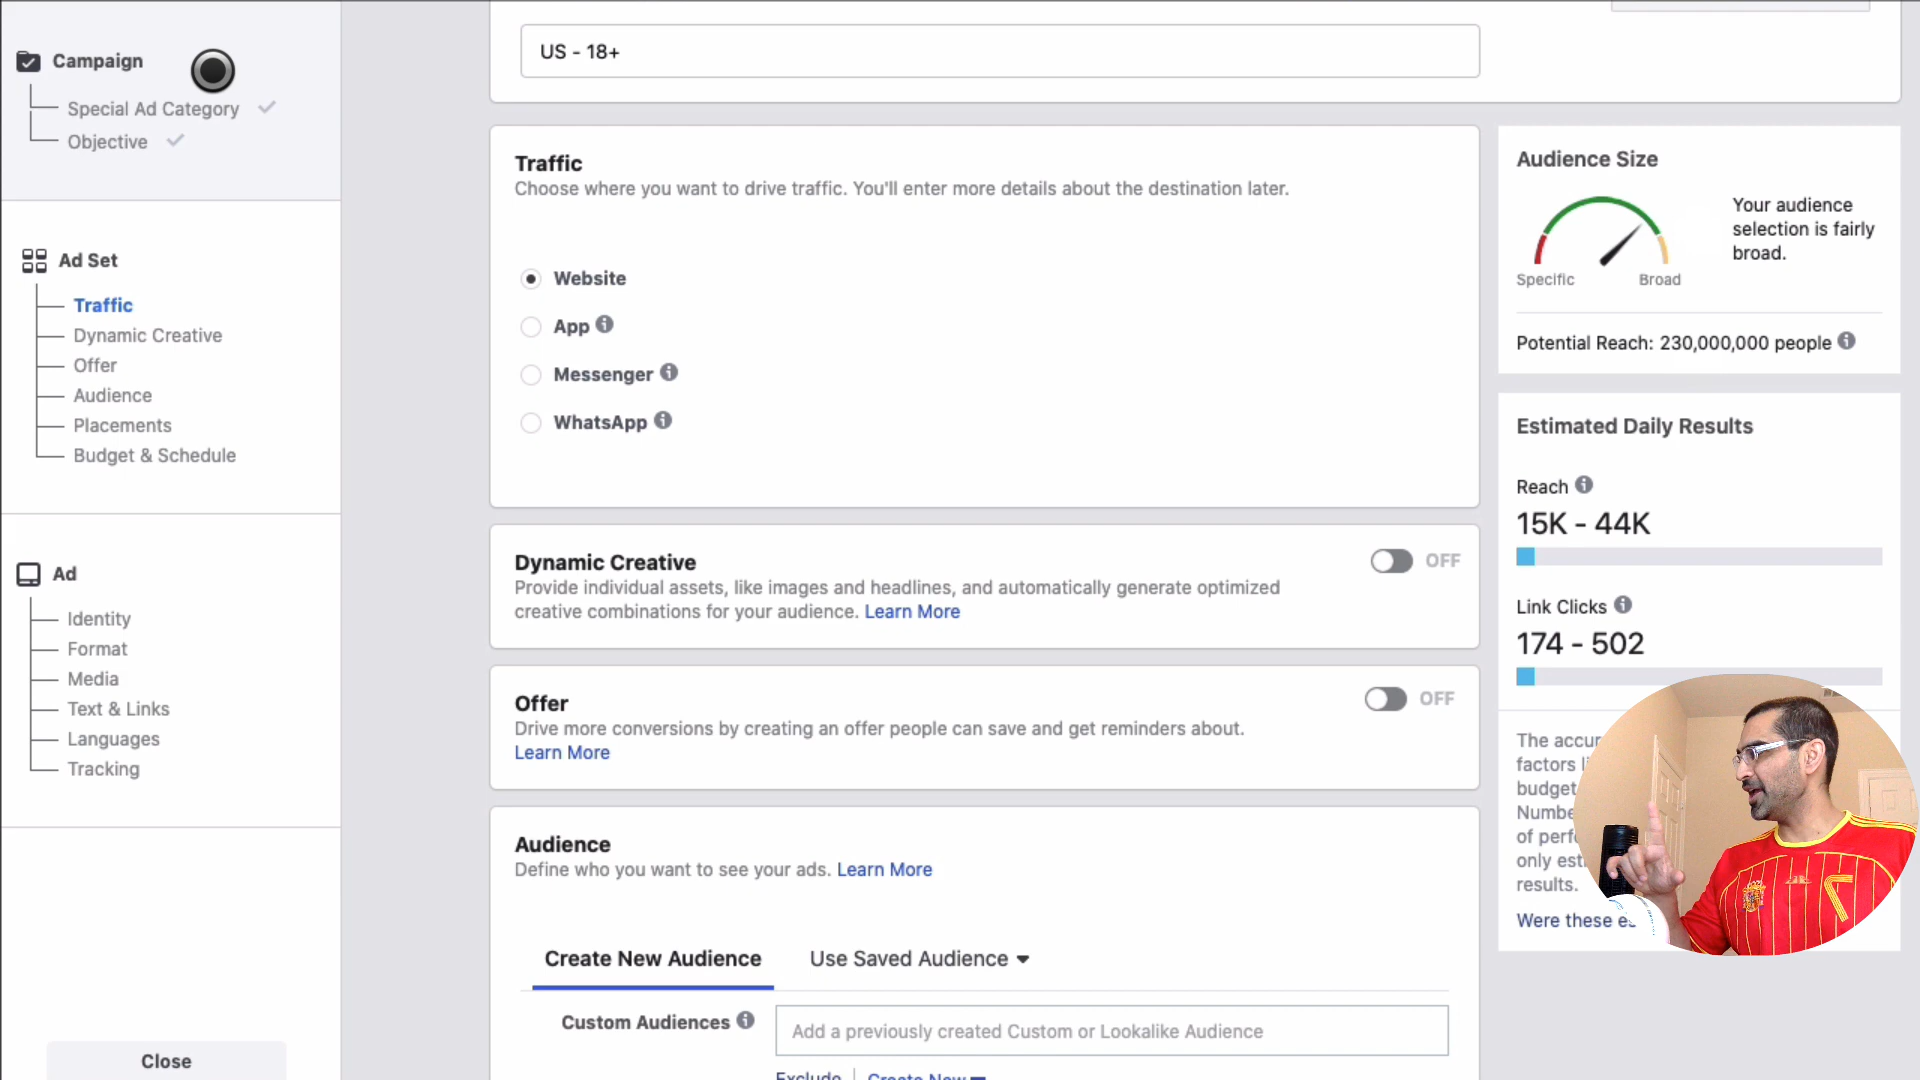 Campaign
Special Ad Category
Objective
Ad Set
Traffic
Dynamic Creative
Offer
Audience
Placements
Budget & Schedule
Ad
Identity
Format
Media
Text & Links
Languages
Tracking
Close
US - 18+
Traffic
Choose where you want to drive traffic. You'll enter more details about the destination later.
Website
App
Messenger
WhatsApp
Dynamic Creative
OFF
Provide individual assets, like images and headlines, and automatically generate optimized
creative combinations for your audience. Learn More
Offer
OFF
Drive more conversions by creating an offer people can save and get reminders about.
Learn More
Audience
Define who you want to see your ads. Learn More
Create New Audience
Use Saved Audience
Custom Audiences
Add a previously created Custom or Lookalike Audience
Exclude
Create New
Audience Size
Your audience
selection is fairly
broad.
Specific
Broad
Potential Reach: 230,000,000 people
Estimated Daily Results
Reach
15K - 44K
Link Clicks
174 - 502
The
factors
budget
of
only
results.
Were these